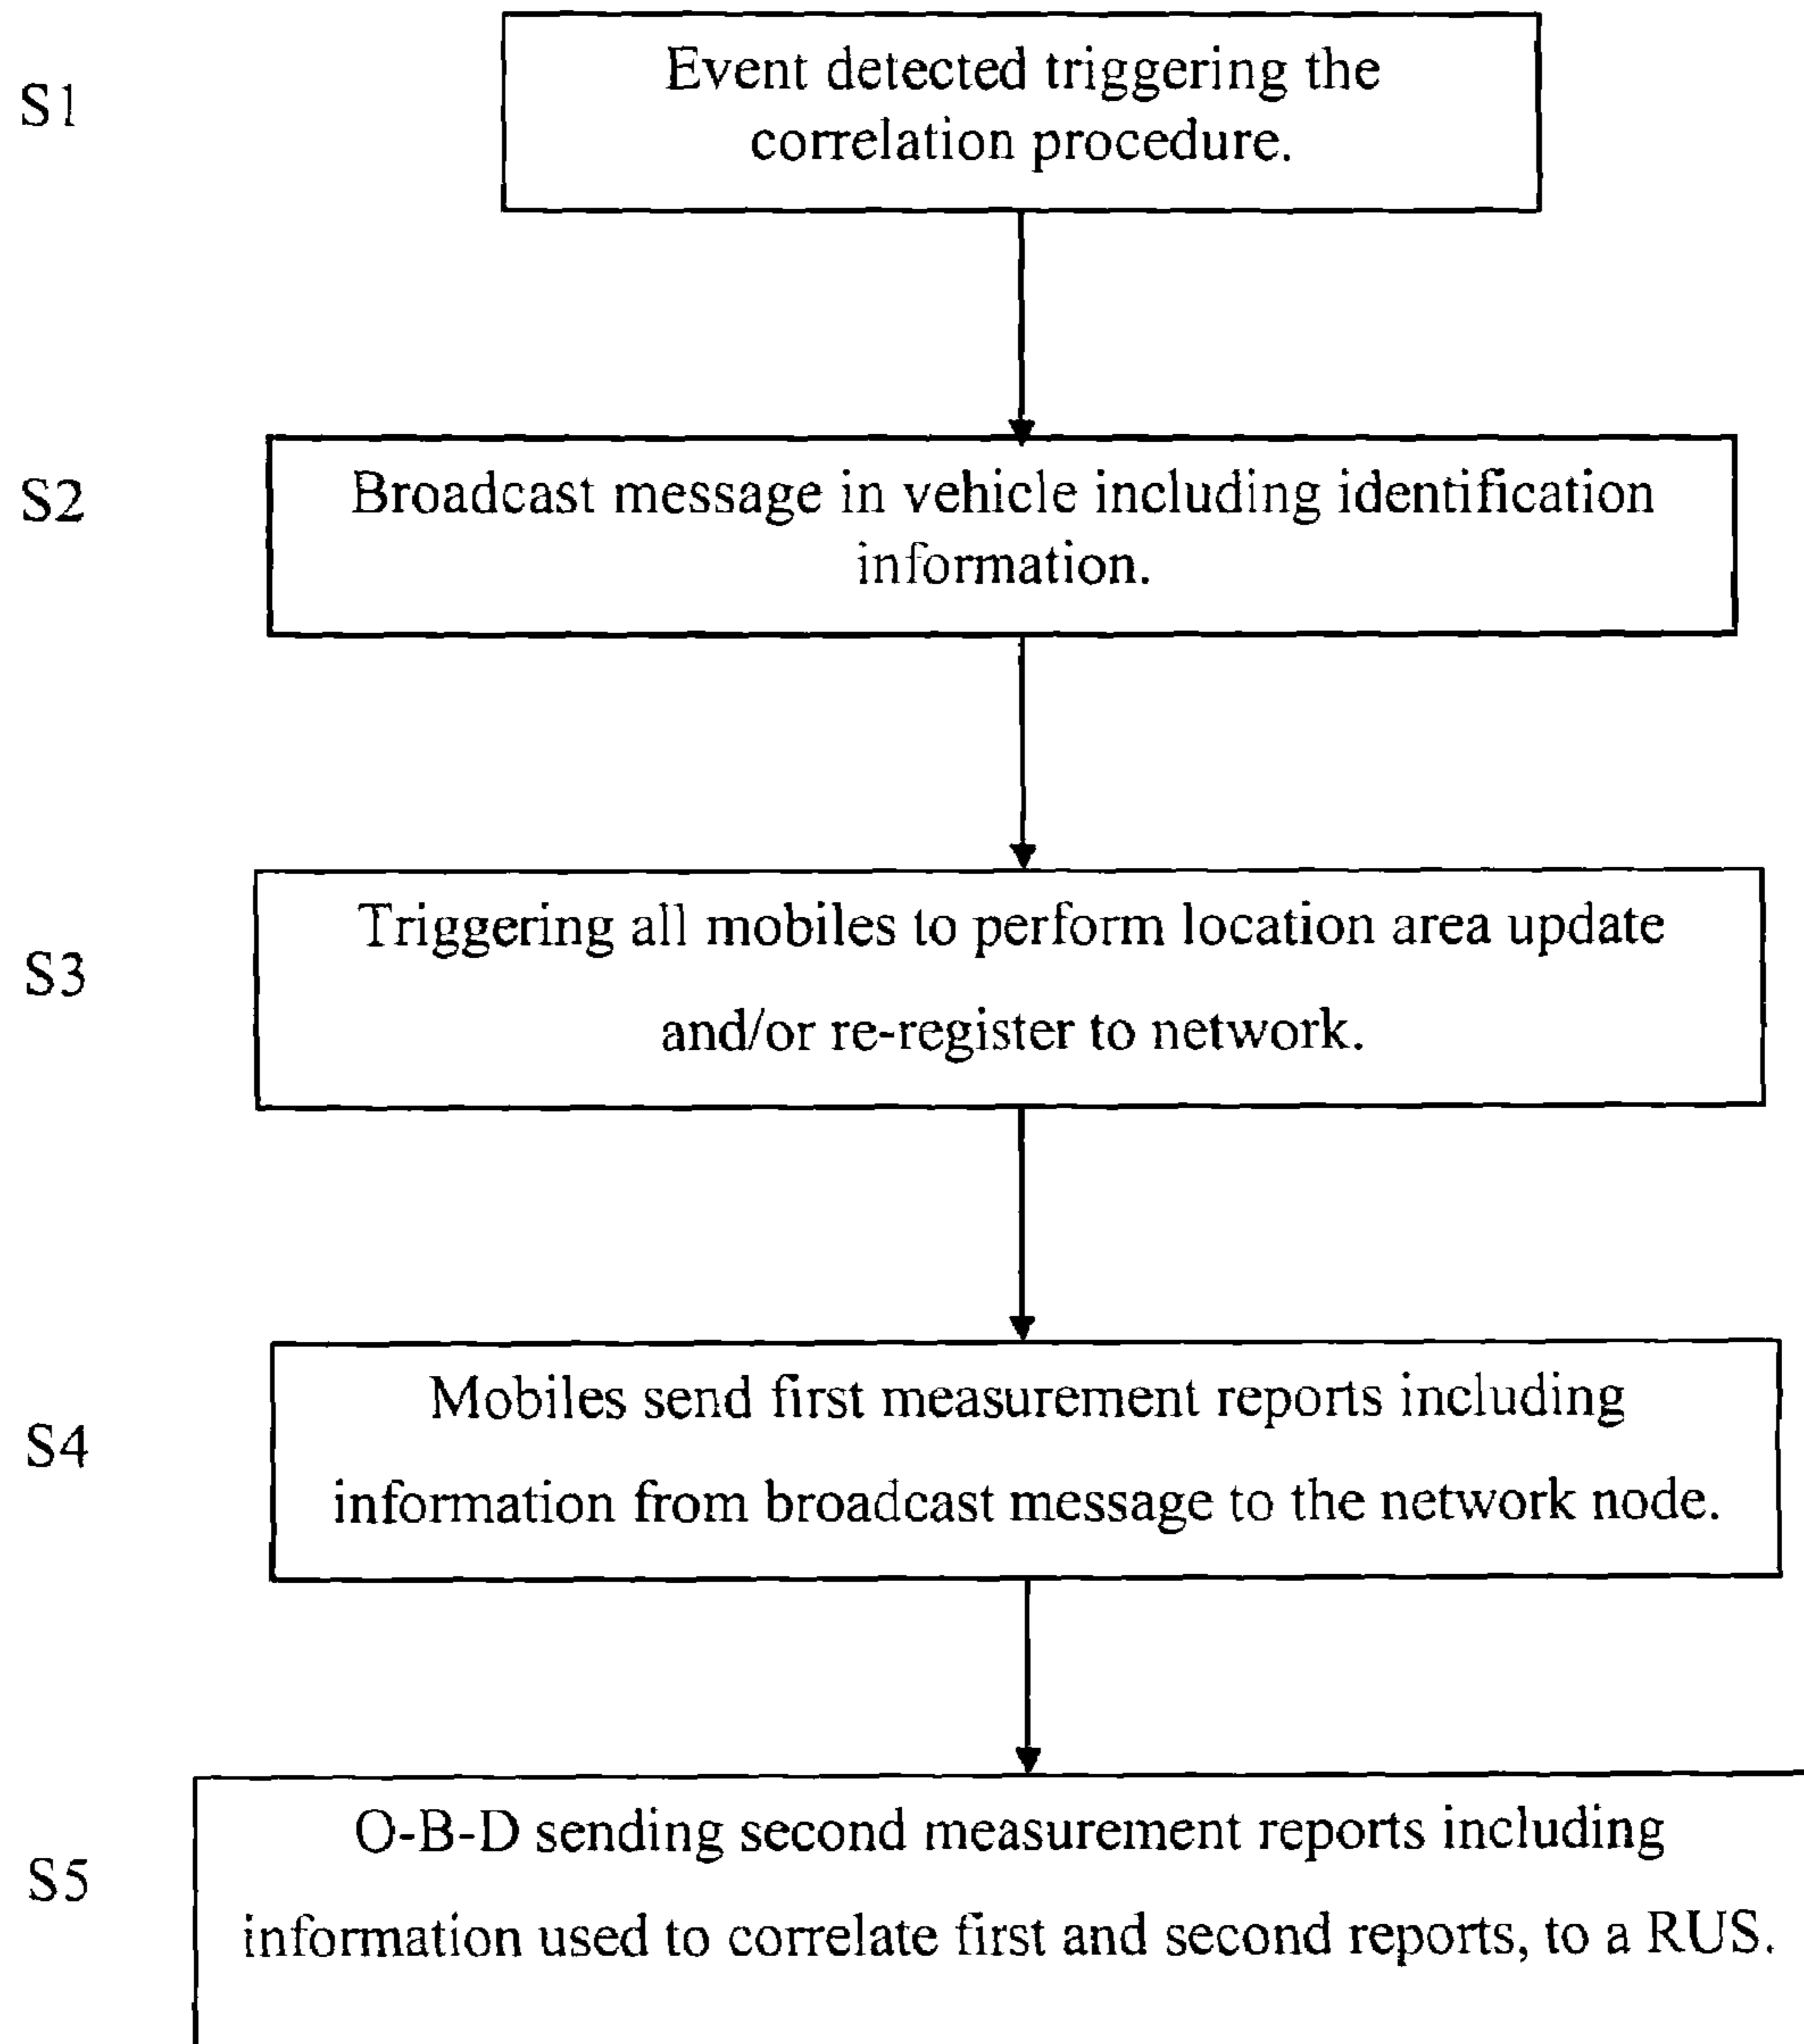 S1
Event detected triggering the
correlation procedure.
S2
Broadcast message in vehicle including identification
information.
S3
Triggering all mobiles to perform location area update
and/or re-register to network.
S4
Mobiles send first measurement reports including
information from broadcast message to the network node.
S5
O-B-D sending second measurement reports including
information used to correlate first and second reports, to a RUS.